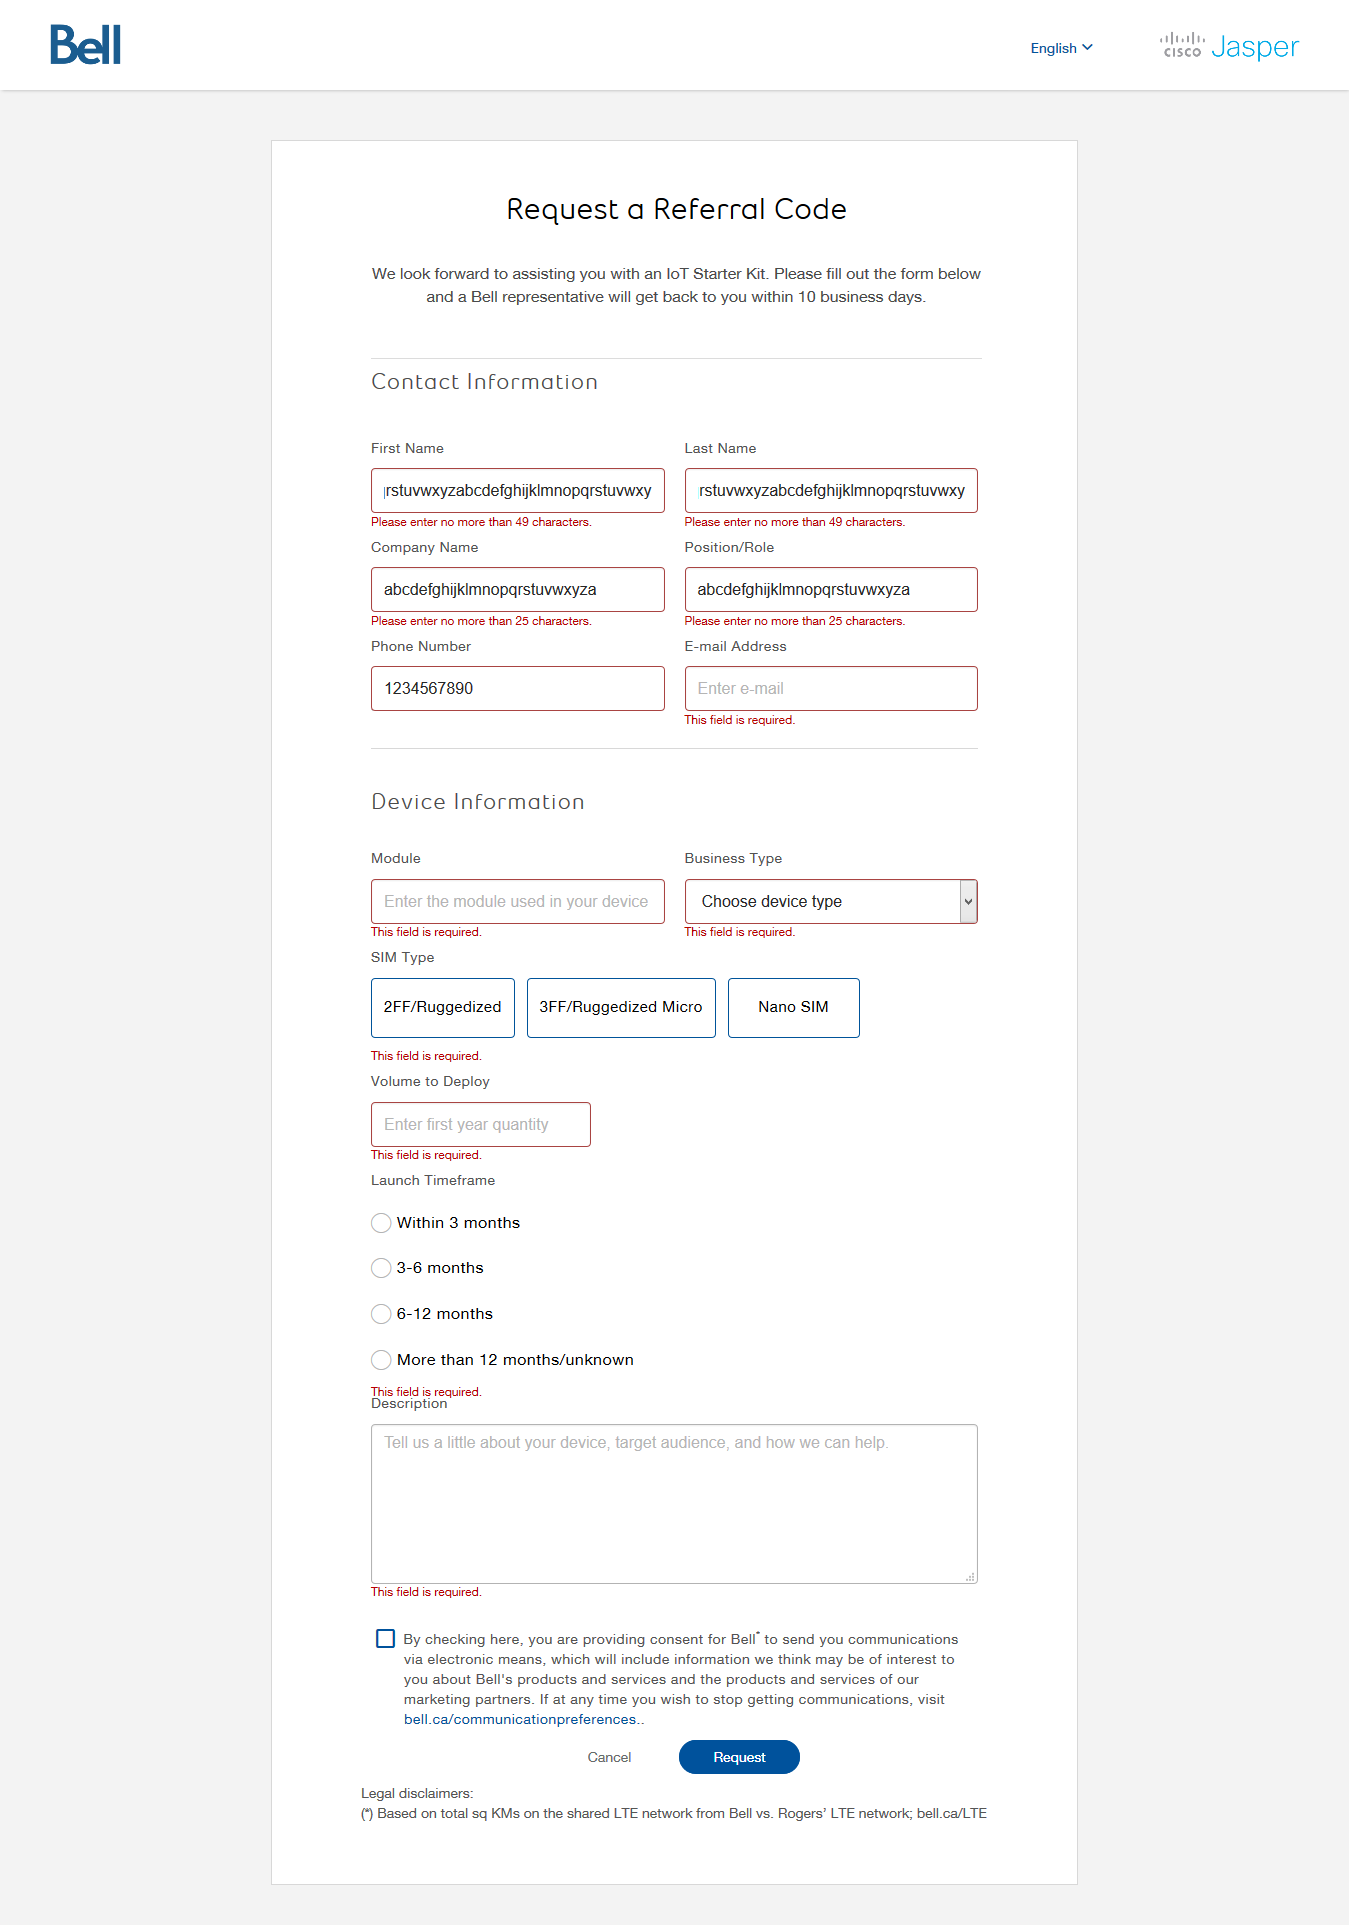 Bell
English
CISCO Jasper
Request a Referral Code
We look forward to assisting you with an IoT Starter Kit. Please fill out the form below
and a Bell representative will get back to you within 10 business days.
Contact Information
First Name
Last Name
rstuvwxyzabcdefghijklmnopqrstuvwxy
rstuvwxyzabcdefghijklmnopqrstuvwxy
Please enter no more than 49 characters.
Please enter no more than 49 characters.
Company Name
Position/Role
abcdefghijklmnopqrstuvwxyza
abcdefghijklmnopqrstuvwxyza
Please enter no more than 25 characters.
Please enter no more than 25 characters.
Phone Number
E-mail Address
1234567890
Enter e-mail
This field is required.
Device Information
Module
Business Type
Enter the module used in your device
Choose device type
This field is required.
This field is required.
SIM Type
2FF/Ruggedized
3FF/Ruggedized Micro
Nano SIM
This field is required.
Volume to Deploy
Enter first year quantity
This field is required.
Launch Timeframe
Within 3 months
3-6 months
6-12 months
More than 12 months/unknown
This field is required.
Description
Tell us a little about your device, target audience, and how we can help.
This field is required.
By checking here, you are providing consent for Bell* to send you communications
via electronic means, which will include information we think may be of interest to
you about Bell's products and services and the products and services of our
marketing partners. If at any time you wish to stop getting communications, visit
bell.ca/communicationpreferences..
Cancel
Request
Legal disclaimers:
(*) Based on total sq KMs on the shared LTE network from Bell vs. Rogers’ LTE network; bell.ca/LTE